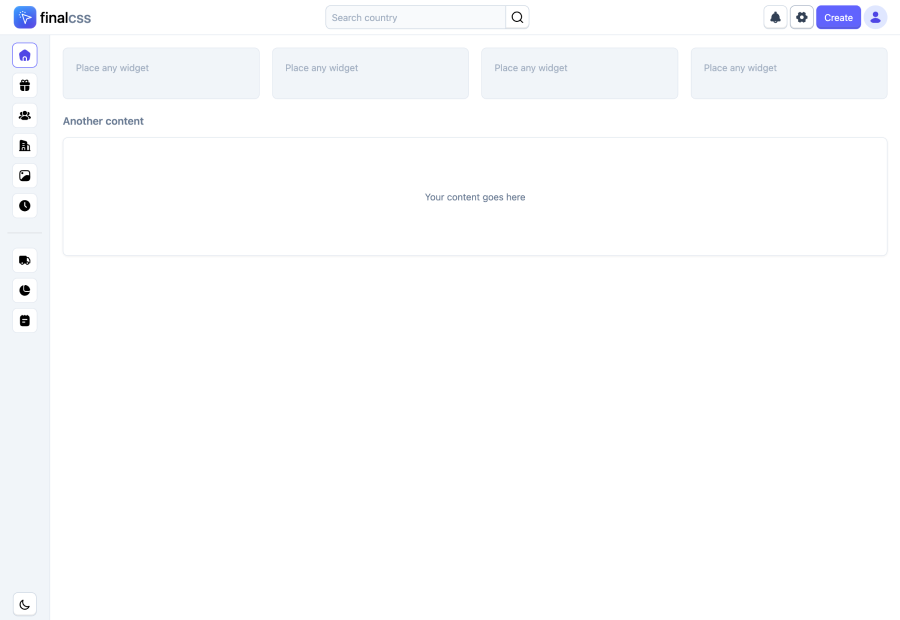 finalcss
Search country
Create
Place any widget
Place any widget
Place any widget
Place any widget
Another content
Your content goes here